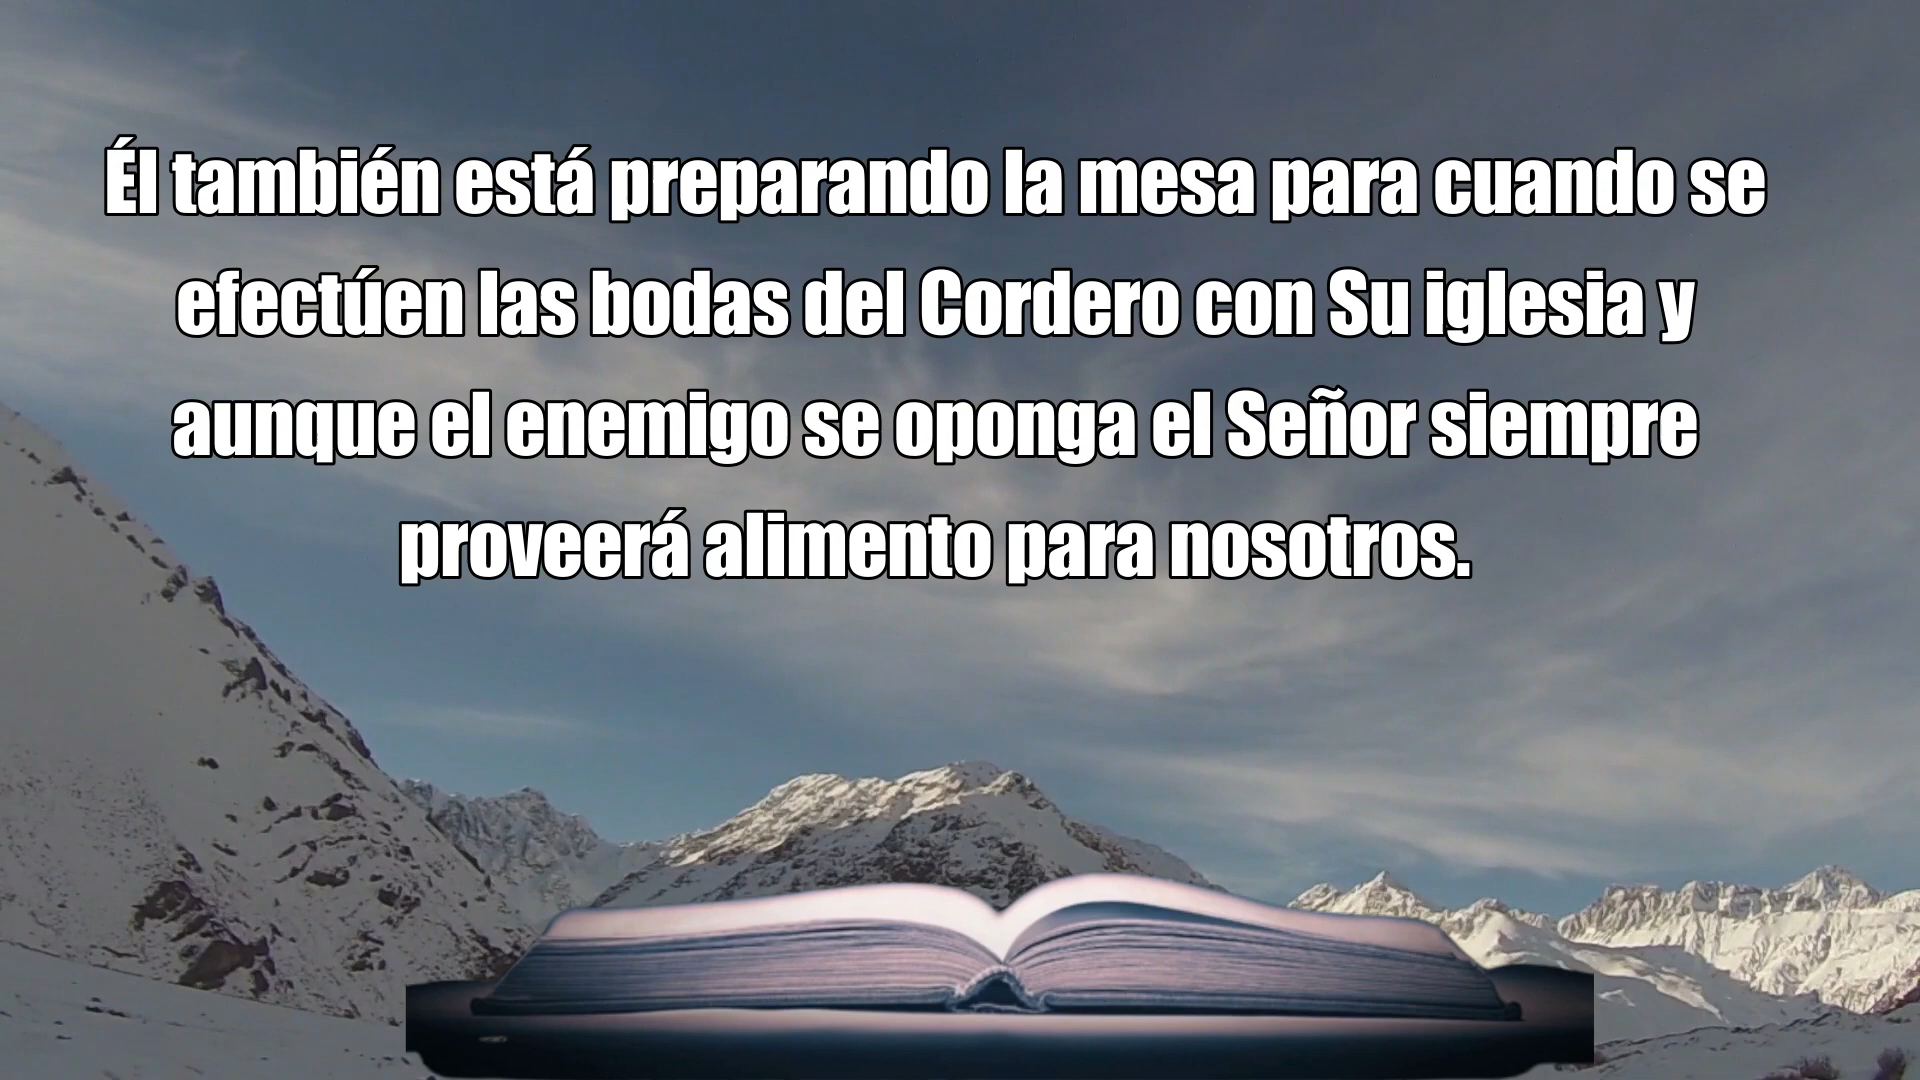 Él también está preparando la mesa para cuando se
efectúen las bodas del Cordero con Su iglesia y
aunque el enemigo se oponga el Señor siempre
proveerá alimento para nosotros.